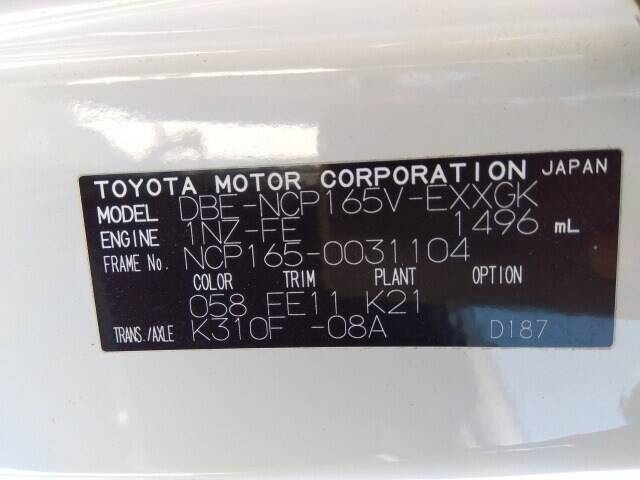 TOYOTA MOTOR CORPORATION JAPAN
MODEL DBE-NCP165V-EXXGK
ENGINE 1NZ-FE 1496 mL
FRAME No. NCP165-0031104
COLOR TRIM PLANT OPTION
058 FE11 K21
TRANS./AXLE K310F -08A D187